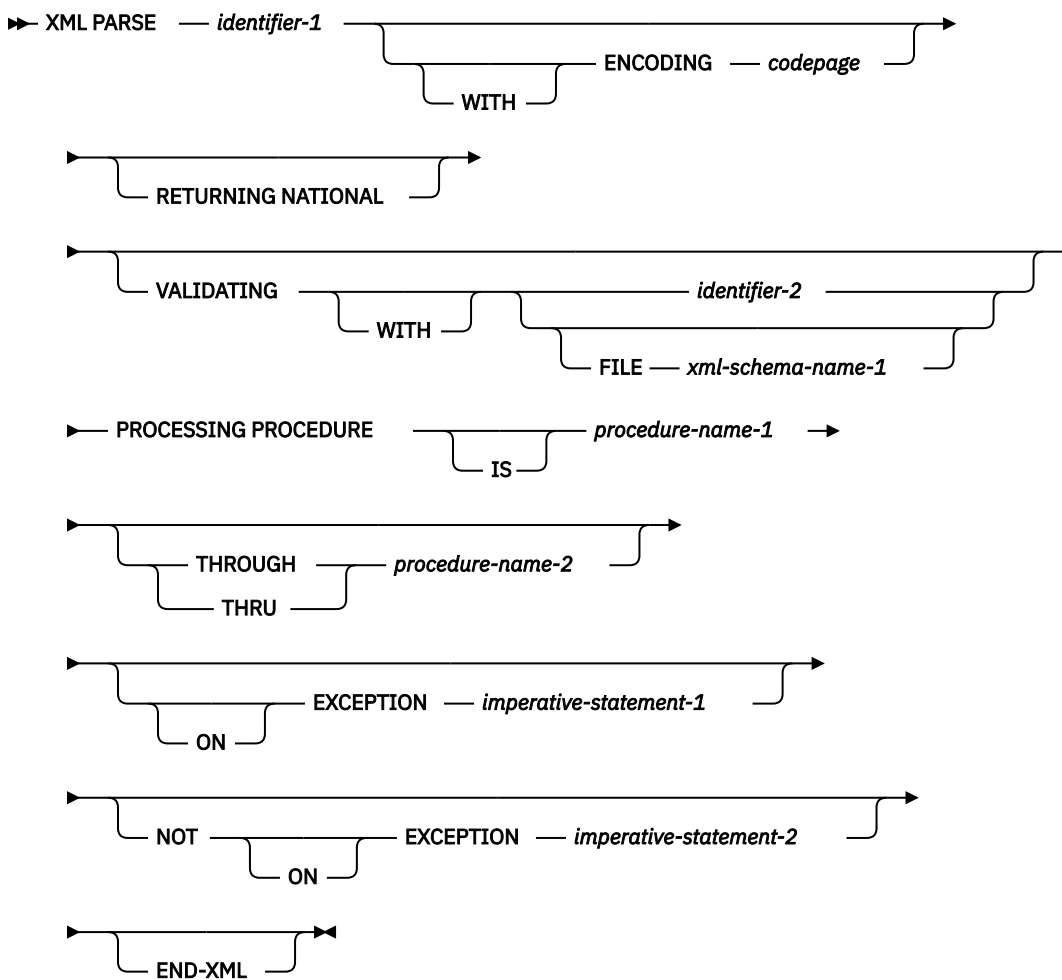 XML PARSE identifier-1
ENCODING codepage
WITH
RETURNING NATIONAL
VALIDATING identifier-2
WITH
FILE xml-schema-name-1
PROCESSING PROCEDURE procedure-name-1
IS
THROUGH procedure-name-2
THRU
EXCEPTION imperative-statement-1
ON
NOT EXCEPTION imperative-statement-2
ON
END-XML